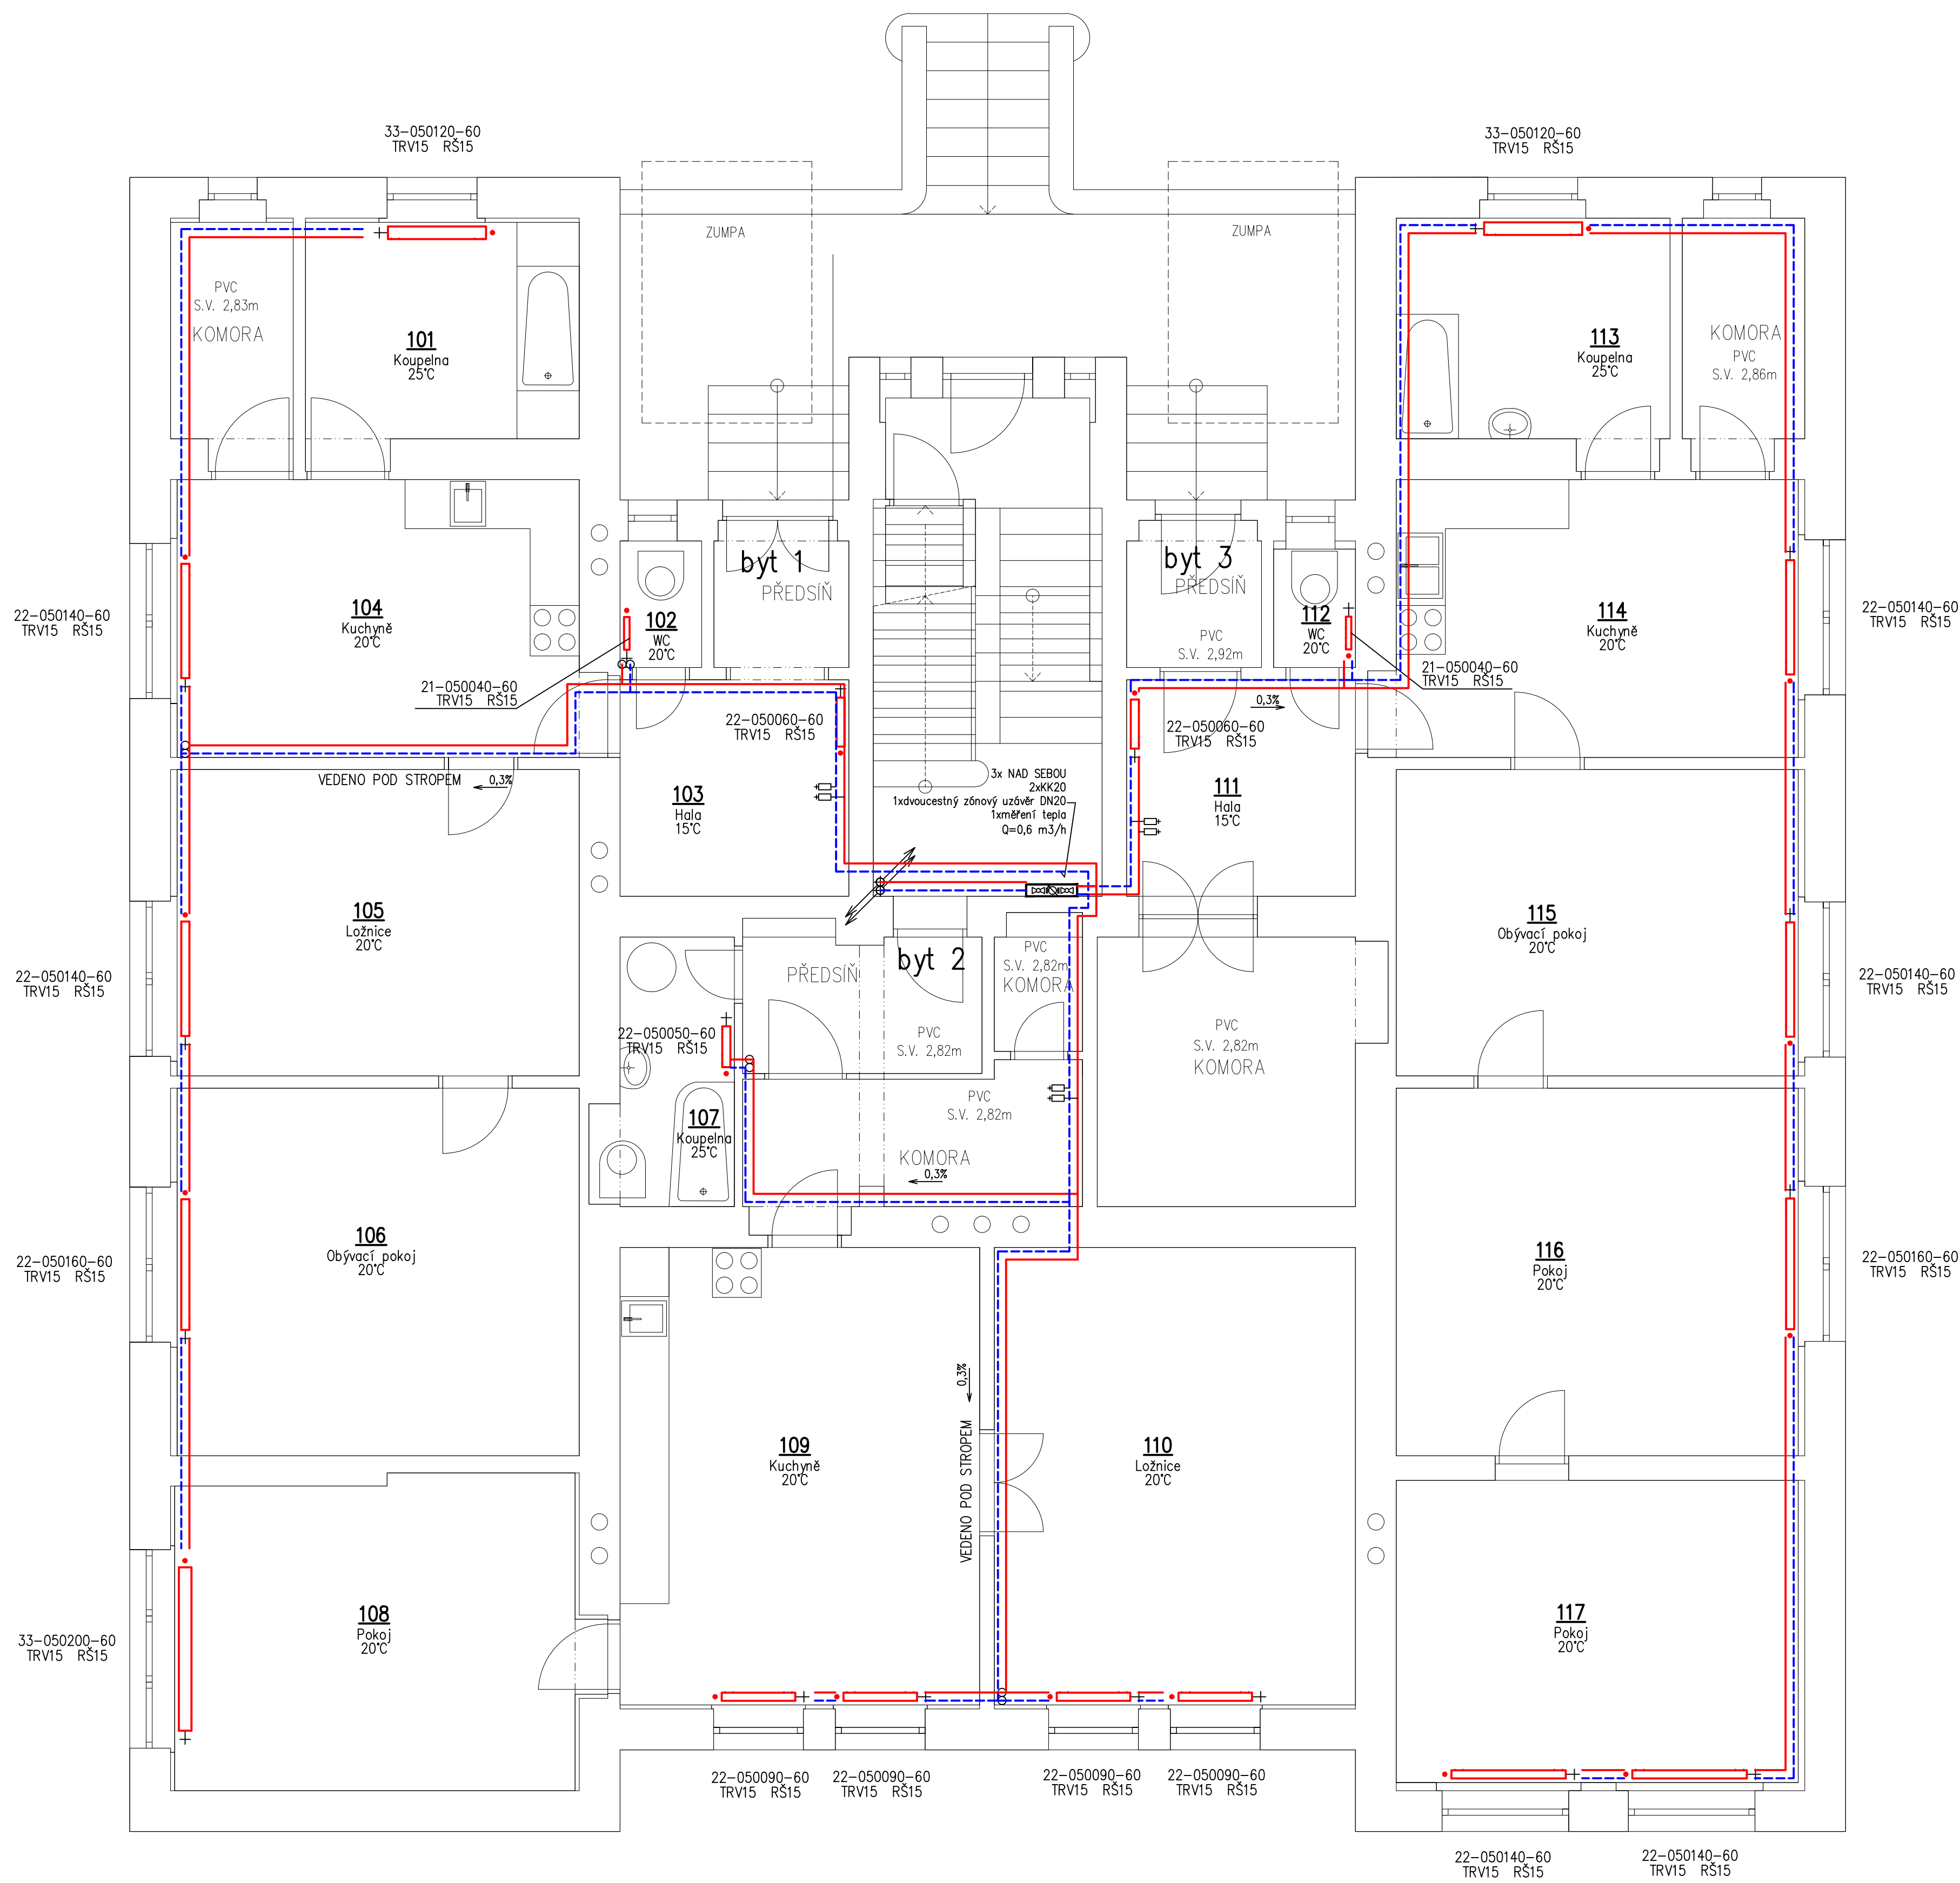 33-050120-60
TRV15 RŠ15
33-050120-60
TRV15 RŠ15
ZUMPA
ZUMPA
PVC
S.V. 2,83m
KOMORA
101
Koupelna
25°C
113
Koupelna
25°C
KOMORA
PVC
S.V. 2,86m
byt 1
PŘEDSÍŇ
byt 3
PŘEDSÍŇ
PVC
S.V. 2,92m
22-050140-60
TRV15 RŠ15
104
Kuchyně
20°C
102
WC
20°C
112
WC
20°C
114
Kuchyně
20°C
22-050140-60
TRV15 RŠ15
21-050040-60
TRV15 RŠ15
21-050040-60
TRV15 RŠ15
22-050060-60
TRV15 RŠ15
0,3%
22-050060-60
TRV15 RŠ15
VEDENO POD STROPEM
0,3%
103
Hala
15°C
3x NAD SEBOU
2xKK20
1xdvoucestný zónový uzávěr DN20
1xměření tepla
Q=0,6 m3/h
111
Hala
15°C
105
Ložnice
20°C
22-050140-60
TRV15 RŠ15
PŘEDSÍŇ
byt 2
PVC
S.V. 2,82m
KOMORA
115
Obývací pokoj
20°C
22-050140-60
TRV15 RŠ15
22-050050-60
TRV15 RŠ15
PVC
S.V. 2,82m
PVC
S.V. 2,82m
KOMORA
107
Koupelna
25°C
PVC
S.V. 2,82m
KOMORA
0,3%
22-050160-60
TRV15 RŠ15
106
Obývací pokoj
20°C
116
Pokoj
20°C
22-050160-60
TRV15 RŠ15
0,3%
VEDENO POD STROPEM
109
Kuchyně
20°C
110
Ložnice
20°C
33-050200-60
TRV15 RŠ15
108
Pokoj
20°C
117
Pokoj
20°C
22-050090-60
TRV15 RŠ15
22-050090-60
TRV15 RŠ15
22-050090-60
TRV15 RŠ15
22-050090-60
TRV15 RŠ15
22-050140-60
TRV15 RŠ15
22-050140-60
TRV15 RŠ15